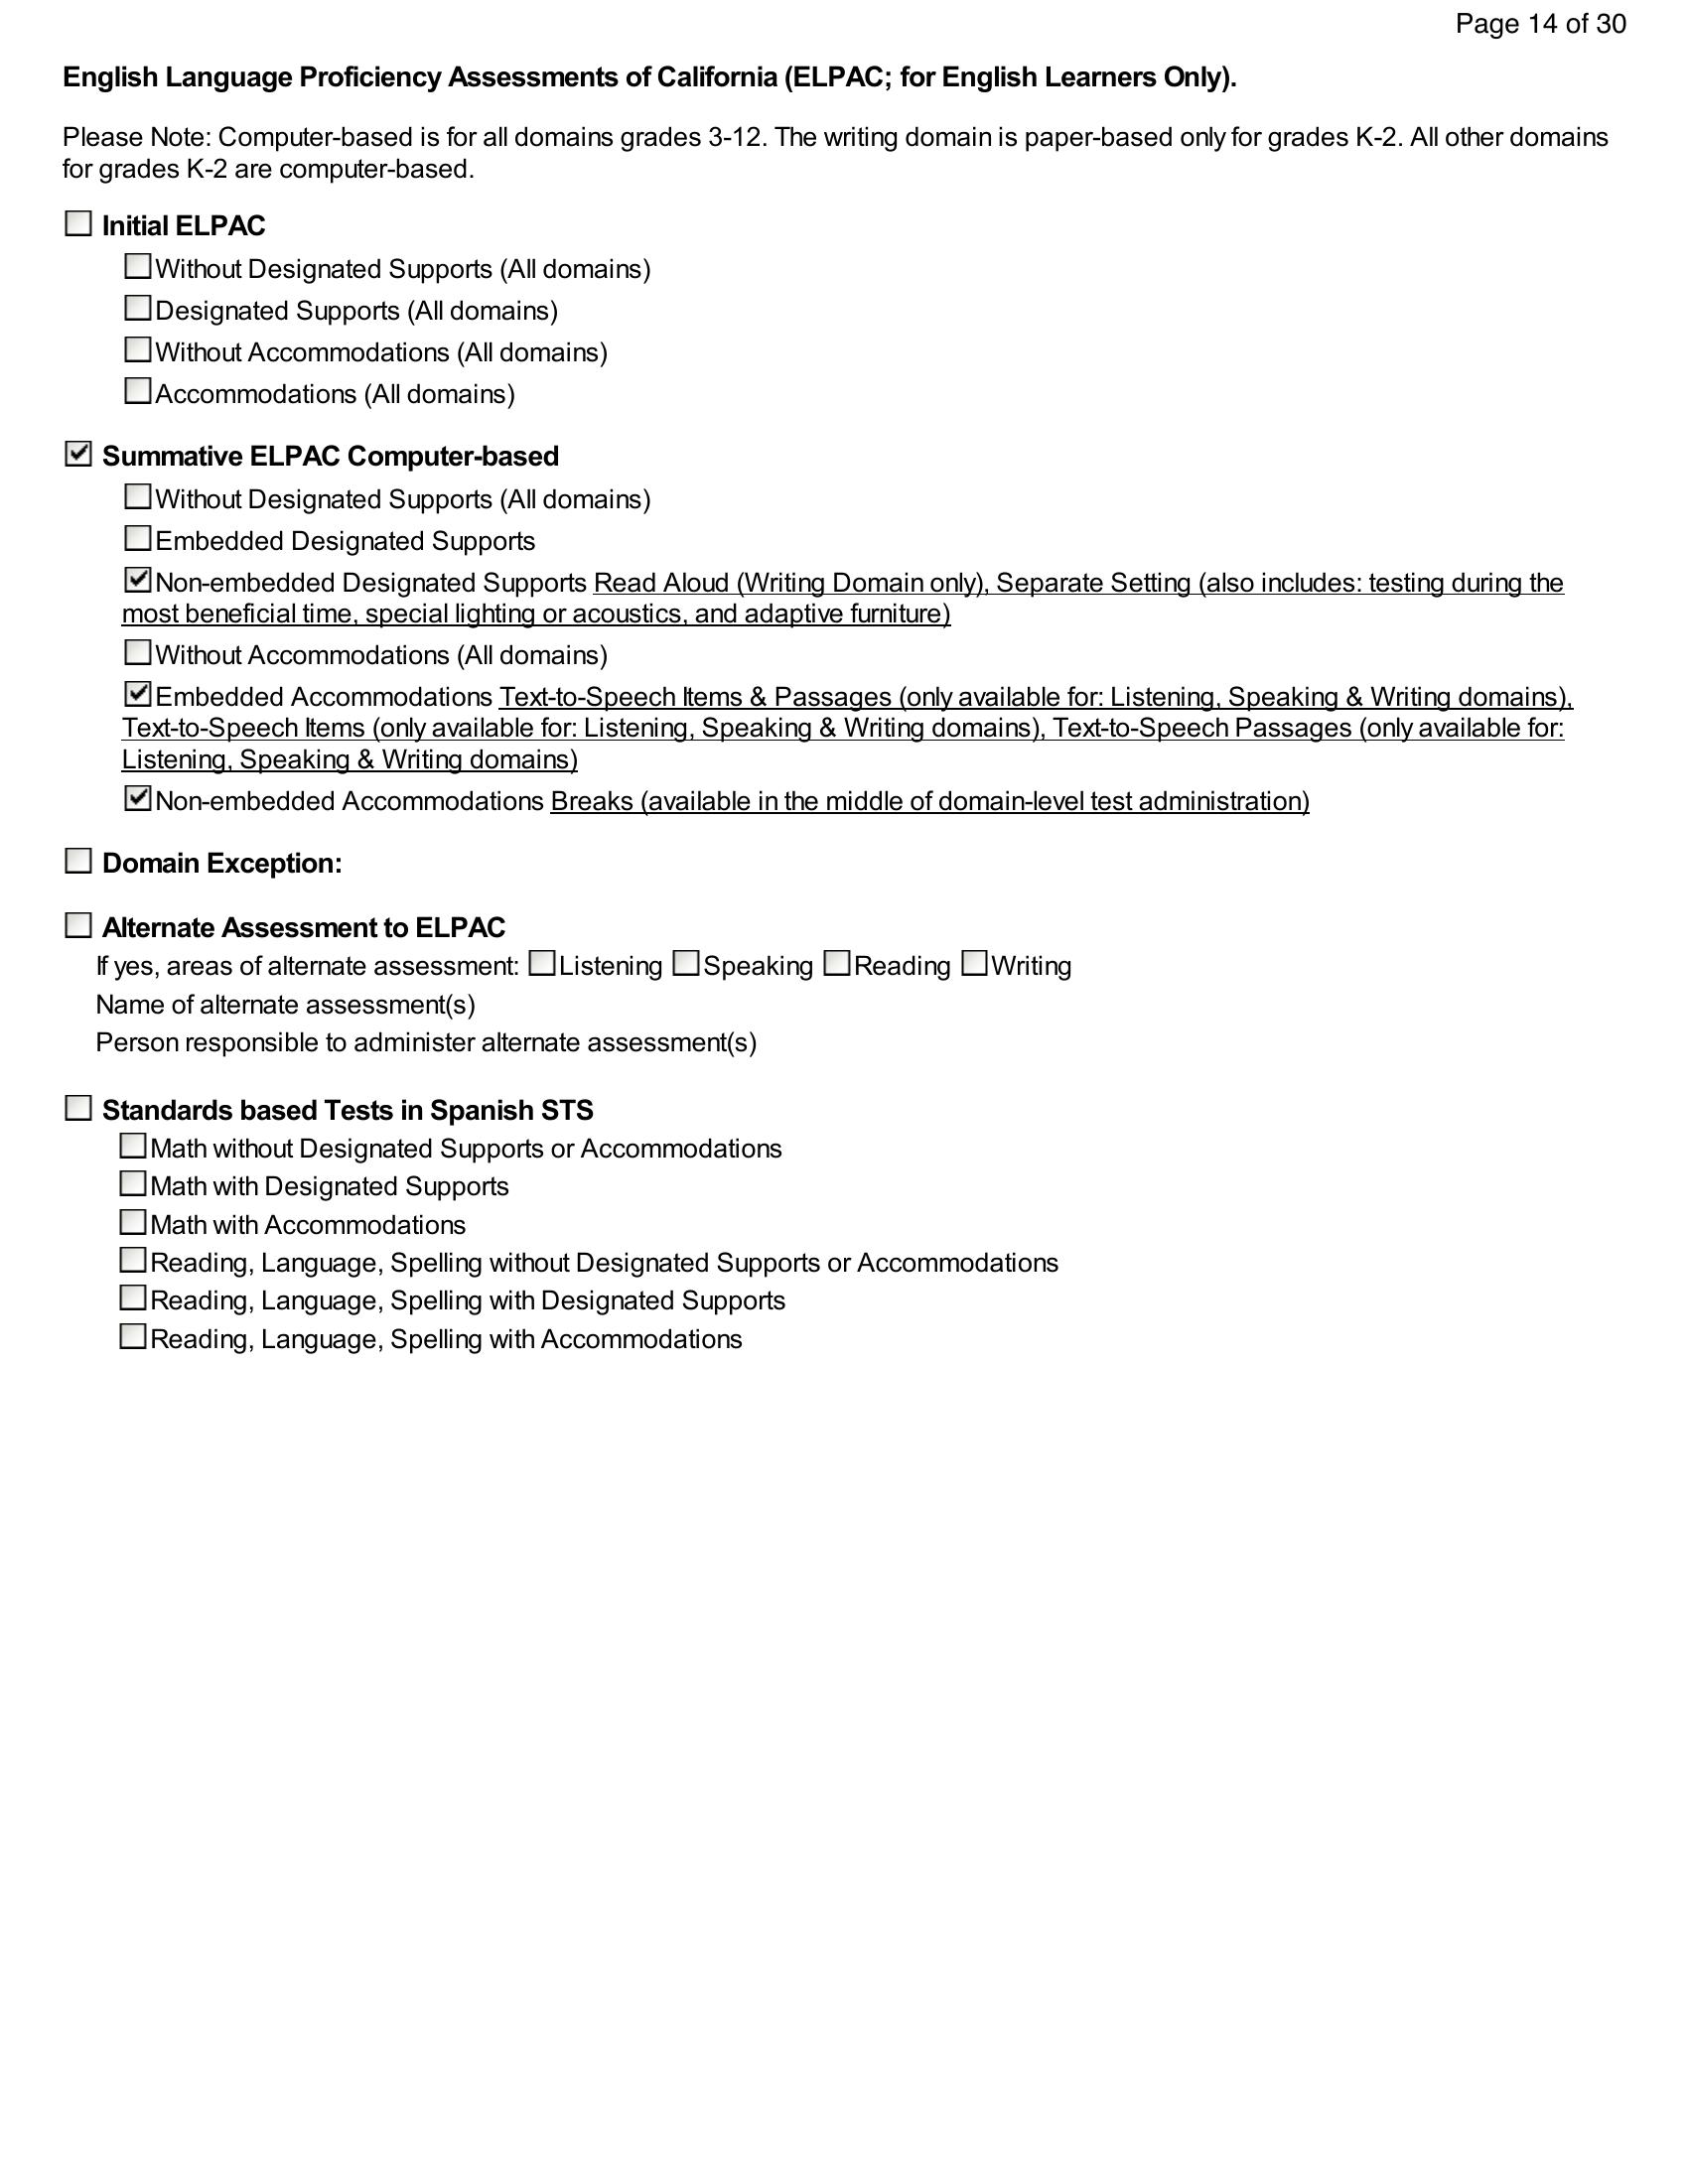 Page 14 of 30
English Language Proficiency Assessments of California (ELPAC; for English Learners Only).
Please Note: Computer-based is for all domains grades 3-12. The writing domain is paper-based only for grades K-2. All other domains
for grades K-2 are computer-based.
Initial ELPAC
Without Designated Supports (All domains)
Designated Supports (All domains)
Without Accommodations (All domains)
Accommodations (All domains)
Summative ELPAC Computer-based
Without Designated Supports (All domains)
Embedded Designated Supports
Non-embedded Designated Supports Read Aloud (Writing Domain only), Separate Setting (also includes: testing during the
most beneficial time, special lighting or acoustics, and adaptive furniture)
Without Accommodations (All domains)
Embedded Accommodations Text-to-Speech Items & Passages (only available for: Listening, Speaking & Writing domains),
Text-to-Speech Items (only available for: Listening, Speaking & Writing domains), Text-to-Speech Passages (only available for:
Listening, Speaking & Writing domains)
Non-embedded Accommodations Breaks (available in the middle of domain-level test administration)
Domain Exception:
Alternate Assessment to ELPAC
If yes, areas of alternate assessment: Listening Speaking Reading Writing
Name of alternate assessment(s)
Person responsible to administer alternate assessment(s)
Standards based Tests in Spanish STS
Math without Designated Supports or Accommodations
Math with Designated Supports
Math with Accommodations
Reading, Language, Spelling without Designated Supports or Accommodations
Reading, Language, Spelling with Designated Supports
Reading, Language, Spelling with Accommodations